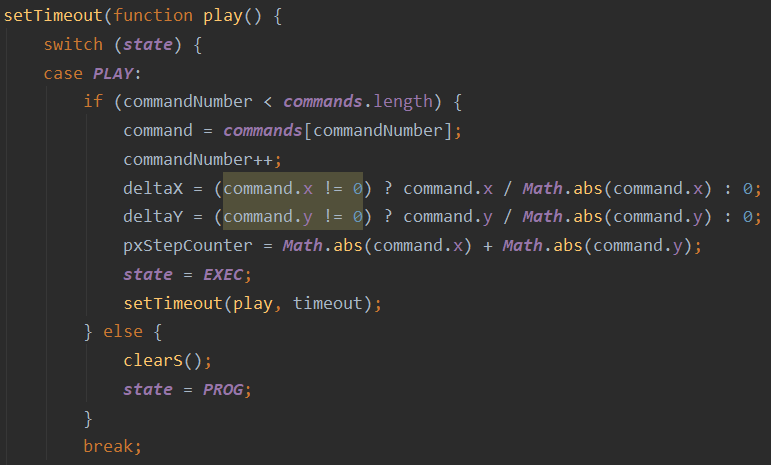 setTimeout(function play() {
    switch (state) {
    case PLAY:
        if (commandNumber < commands.length) {
            command = commands[commandNumber];
            commandNumber++;
            deltaX = (command.x != 0) ? command.x / Math.abs(command.x) : 0;
            deltaY = (command.y != 0) ? command.y / Math.abs(command.y) : 0;
            pxStepCounter = Math.abs(command.x) + Math.abs(command.y);
            state = EXEC;
            setTimeout(play, timeout);
        } else {
            clearS();
            state = PROG;
        }
        break;